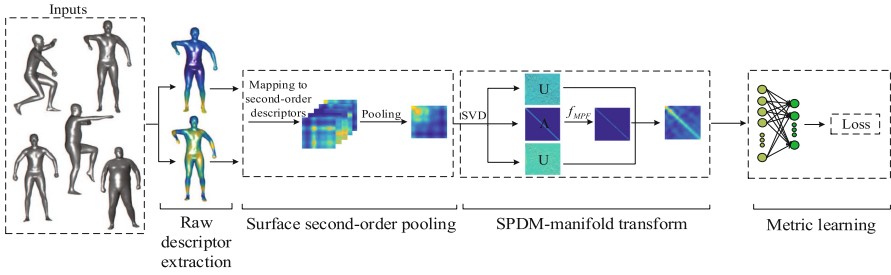 Inputs
Mapping to
second-order
descriptors
Pooling
SVD
U
Λ
U
f_MPF
Loss
Raw
descriptor
extraction
Surface second-order pooling
SPDM-manifold transform
Metric learning